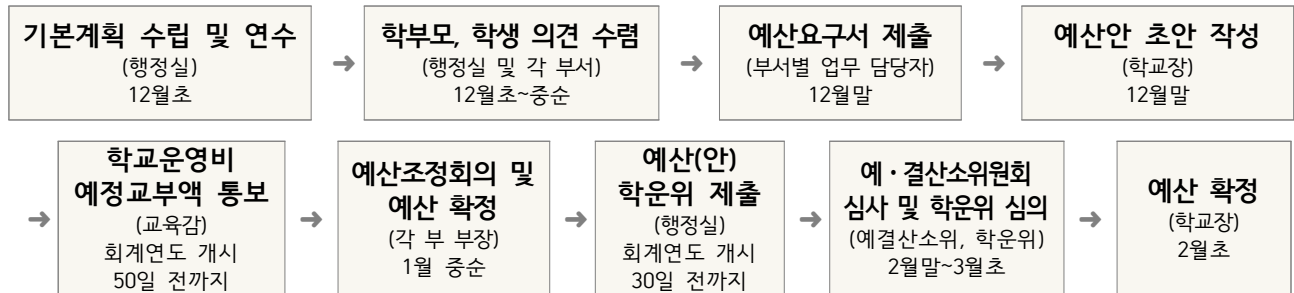 기본계획 수립 및 연수
(행정실)
12월초
➔
학부모, 학생 의견 수렴
(행정실 및 각 부서)
12월초~중순
➔
예산요구서 제출
(부서별 업무 담당자)
12월말
➔
예산안 초안 작성
(학교장)
12월말
➔
학교운영비
예정교부액 통보
(교육감)
회계연도 개시
50일 전까지
➔
예산조정회의 및
예산 확정
(각 부 부장)
1월 중순
➔
예산(안)
학운위 제출
(행정실)
회계연도 개시
30일 전까지
➔
예·결산소위원회
심사 및 학운위 심의
(예결산소위, 학운위)
2월말~3월초
➔
예산 확정
(학교장)
2월초